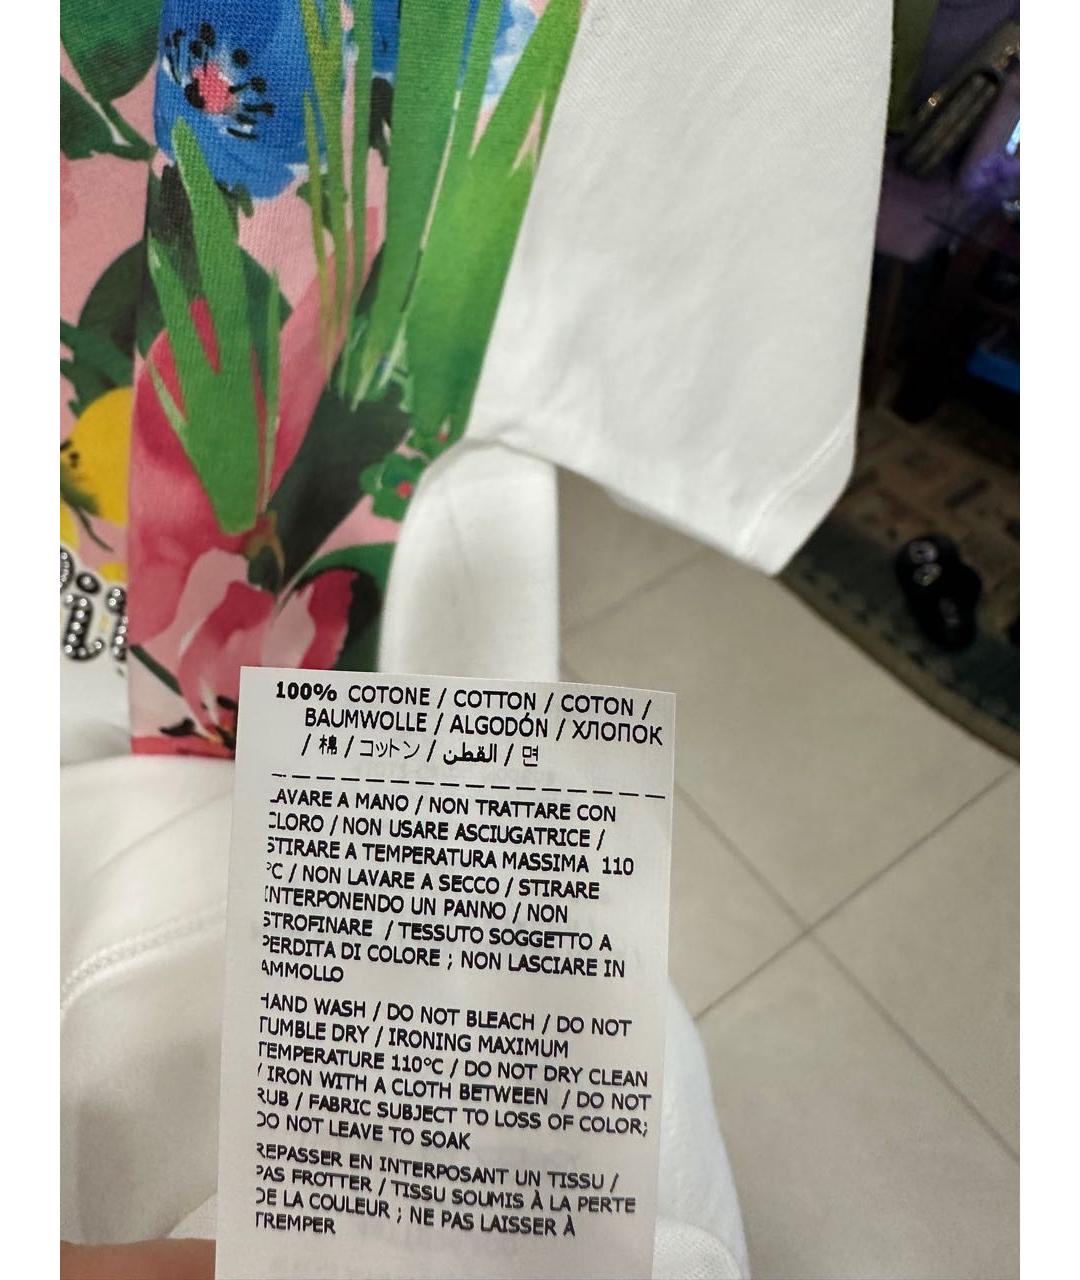 100% COTONE / COTTON / COTON /
BAUMWOLLE / ALGODÓN / ХЛОПОК
/ 棉 / コットン / القطن / 면
LAVARE A MANO / NON TRATTARE CON
CLORO / NON USARE ASCIUGATRICE /
STIRARE A TEMPERATURA MASSIMA 110
°C / NON LAVARE A SECCO / STIRARE
INTERPONENDO UN PANNO / NON
STROFINARE / TESSUTO SOGGETTO A
PERDITA DI COLORE ; NON LASCIARE IN
AMMOLLO
HAND WASH / DO NOT BLEACH / DO NOT
TUMBLE DRY / IRONING MAXIMUM
TEMPERATURE 110°C / DO NOT DRY CLEAN
/ IRON WITH A CLOTH BETWEEN / DO NOT
RUB / FABRIC SUBJECT TO LOSS OF COLOR;
DO NOT LEAVE TO SOAK
REPASSER EN INTERPOSANT UN TISSU /
PAS FROTTER / TISSU SOUMIS À LA PERTE
DE LA COULEUR ; NE PAS LAISSER À
TREMPER